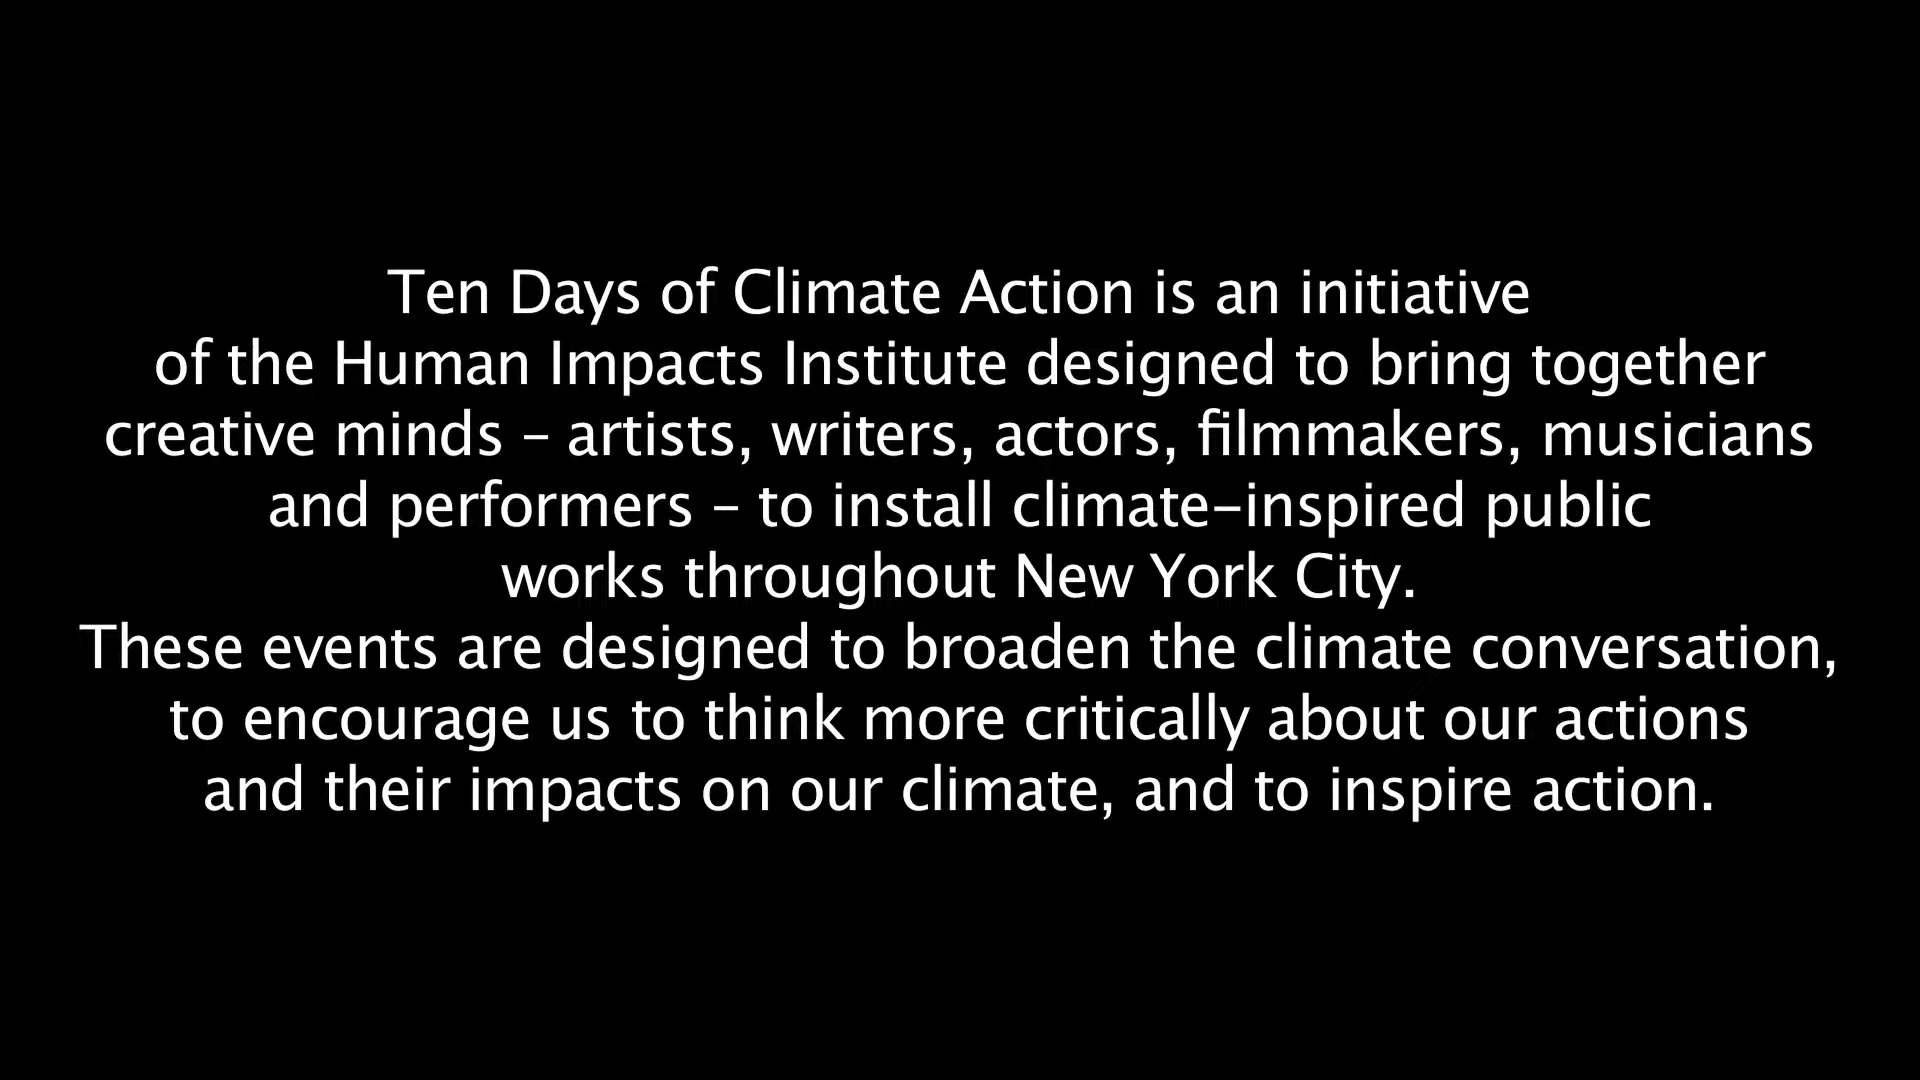 Ten Days of Climate Action is an initiative
of the Human Impacts Institute designed to bring together
creative minds – artists, writers, actors, filmmakers, musicians
and performers – to install climate-inspired public
works throughout New York City.
These events are designed to broaden the climate conversation,
to encourage us to think more critically about our actions
and their impacts on our climate, and to inspire action.